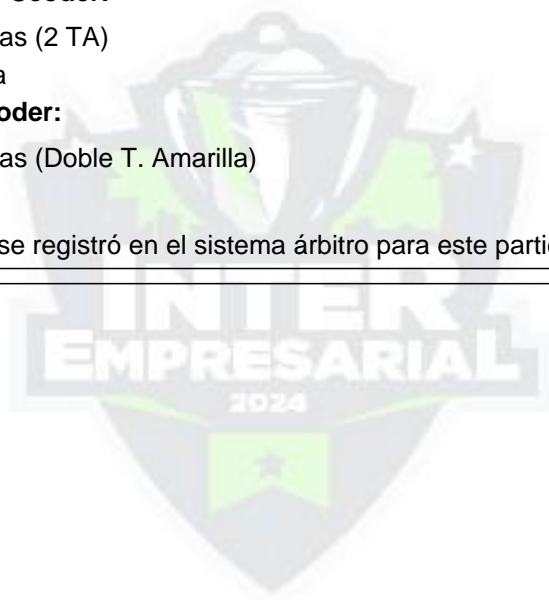 as (2 TA)
a
oder:
as (Doble T. Amarilla)
se registró en el sistema árbitro para este parti
INTER
EMPRESARIAL
2024